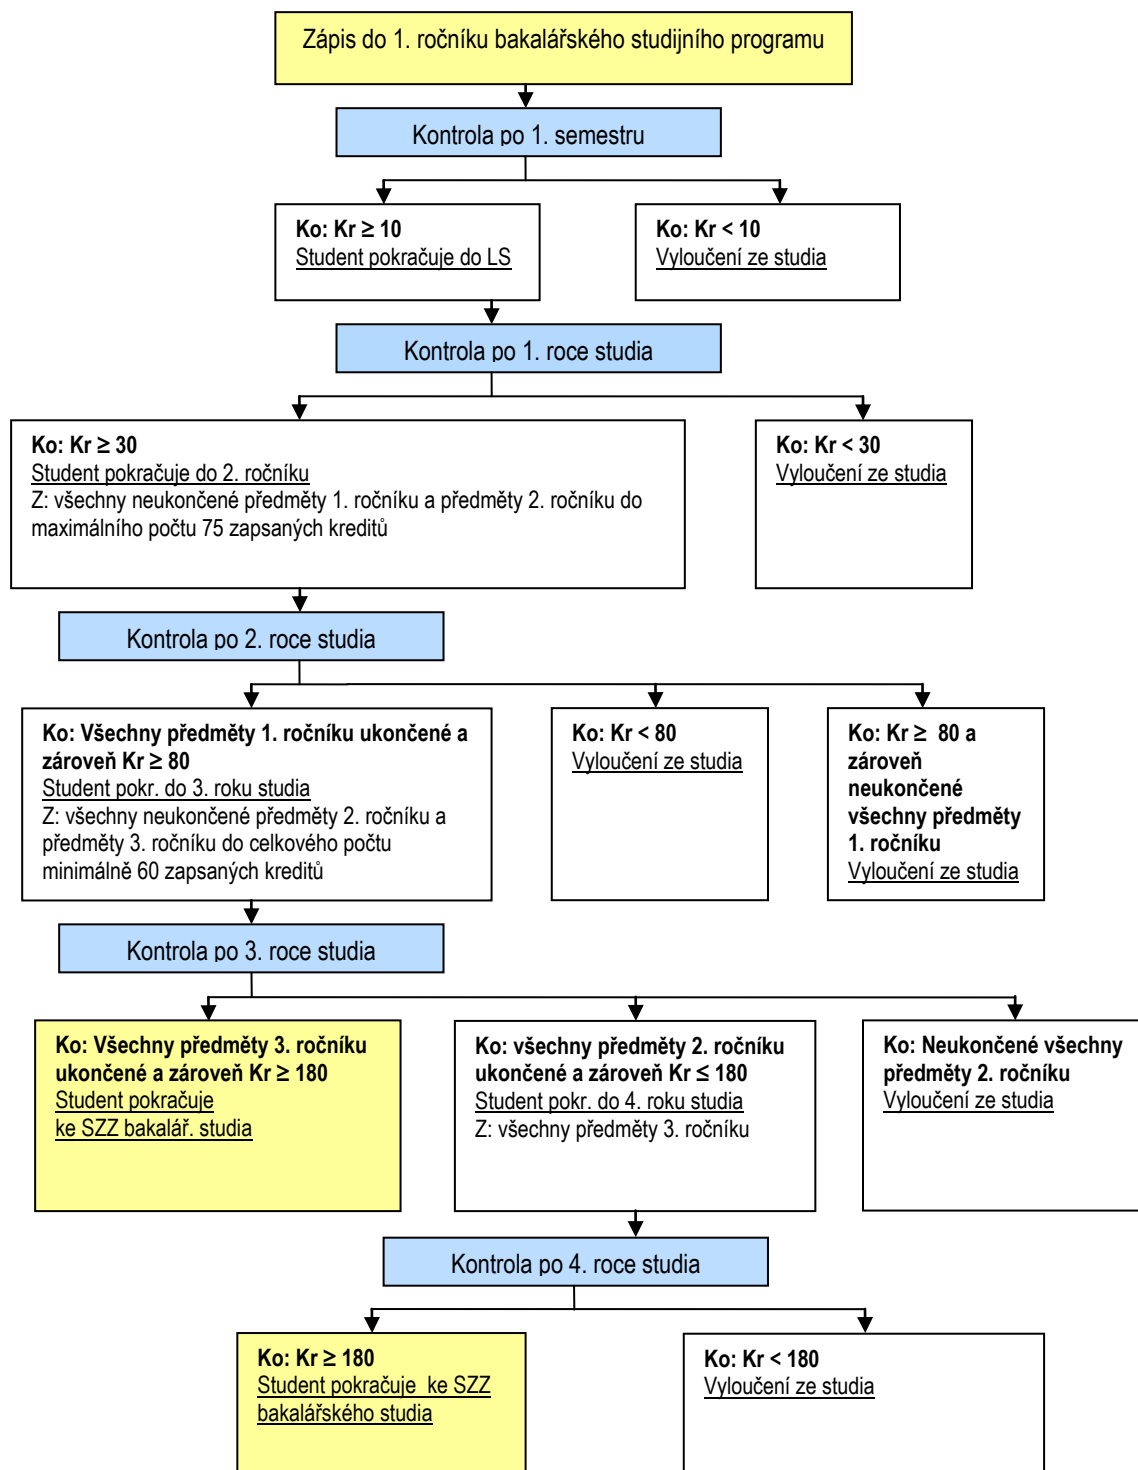 Zápis do 1. ročníku bakalářského studijního programu
Kontrola po 1. semestru
Ko: Kr ≥ 10
Student pokračuje do LS
Ko: Kr < 10
Vyloučení ze studia
Kontrola po 1. roce studia
Ko: Kr ≥ 30
Student pokračuje do 2. ročníku
Z: všechny neukončené předměty 1. ročníku a předměty 2. ročníku do
maximálního počtu 75 zapsaných kreditů
Ko: Kr < 30
Vyloučení ze studia
Kontrola po 2. roce studia
Ko: Všechny předměty 1. ročníku ukončené a
zároveň Kr ≥ 80
Student pokr. do 3. roku studia
Z: všechny neukončené předměty 2. ročníku a
předměty 3. ročníku do celkového počtu
minimálně 60 zapsaných kreditů
Ko: Kr < 80
Vyloučení ze studia
Ko: Kr ≥ 80 a
zároveň
neukončené
všechny předměty
1. ročníku
Vyloučení ze studia
Kontrola po 3. roce studia
Ko: Všechny předměty 3. ročníku
ukončené a zároveň Kr ≥ 180
Student pokračuje
ke SZZ bakalář. studia
Ko: všechny předměty 2. ročníku
ukončené a zároveň Kr ≤ 180
Student pokr. do 4. roku studia
Z: všechny předměty 3. ročníku
Ko: Neukončené všechny
předměty 2. ročníku
Vyloučení ze studia
Kontrola po 4. roce studia
Ko: Kr ≥ 180
Student pokračuje ke SZZ
bakalářského studia
Ko: Kr < 180
Vyloučení ze studia